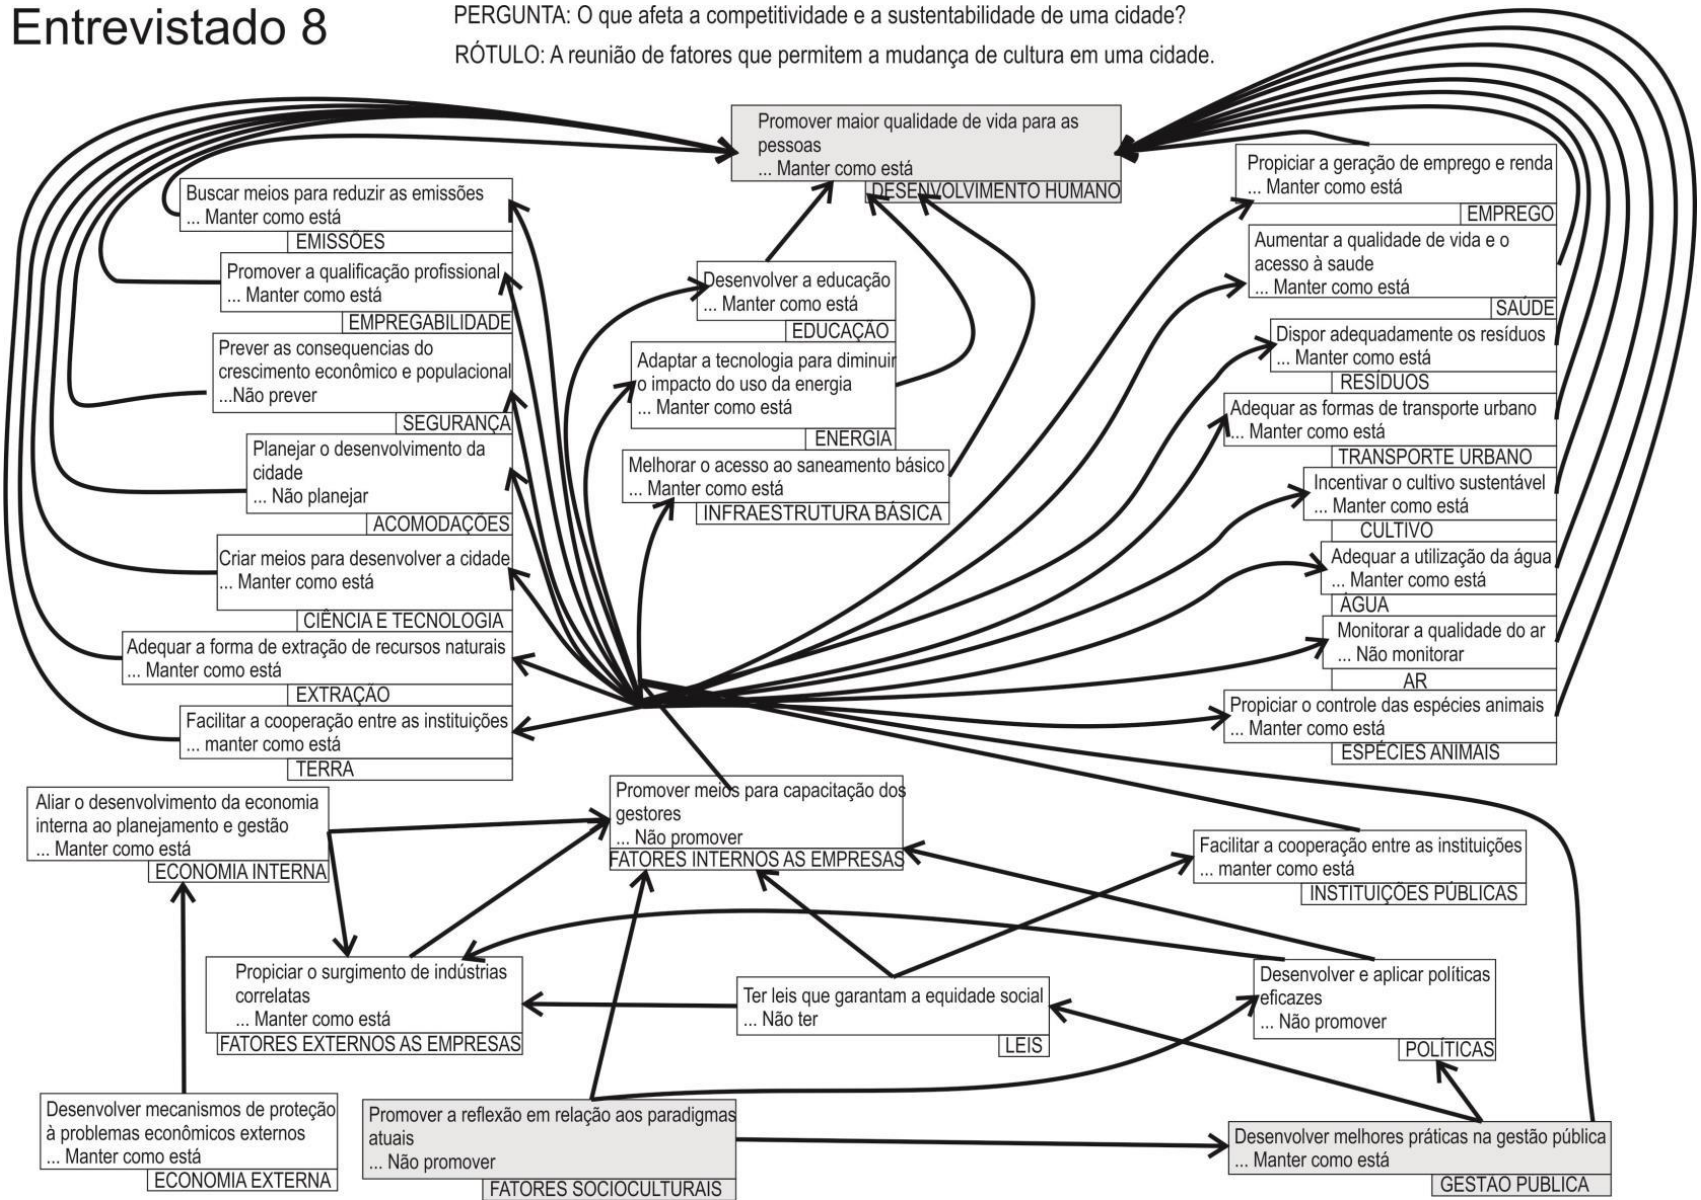 Entrevistado 8
PERGUNTA: O que afeta a competitividade e a sustentabilidade de uma cidade?
RÓTULO: A reunião de fatores que permitem a mudança de cultura em uma cidade.
Promover maior qualidade de vida para as
pessoas
... Manter como está
DESENVOLVIMENTO HUMANO
Buscar meios para reduzir as emissões
... Manter como está
EMISSÕES
Promover a qualificação profissional
... Manter como está
EMPREGABILIDADE
Prever as consequencias do
crescimento econômico e populacional
...Não prever
SEGURANÇA
Planejar o desenvolvimento da
cidade
... Não planejar
ACOMODAÇÕES
Criar meios para desenvolver a cidade
... Manter como está
CIÊNCIA E TECNOLOGIA
Adequar a forma de extração de recursos naturais
... Manter como está
EXTRAÇÃO
Facilitar a cooperação entre as instituições
... manter como está
TERRA
Desenvolver a educação
... Manter como está
EDUCAÇÃO
Adaptar a tecnologia para diminuir
o impacto do uso da energia
... Manter como está
ENERGIA
Melhorar o acesso ao saneamento básico
... Manter como está
INFRAESTRUTURA BÁSICA
Propiciar a geração de emprego e renda
... Manter como está
EMPREGO
Aumentar a qualidade de vida e o
acesso à saude
... Manter como está
SAÚDE
Dispor adequadamente os resíduos
... Manter como está
RESÍDUOS
Adequar as formas de transporte urbano
... Manter como está
TRANSPORTE URBANO
Incentivar o cultivo sustentável
... Manter como está
CULTIVO
Adequar a utilização da água
... Manter como está
ÁGUA
Monitorar a qualidade do ar
... Não monitorar
AR
Propiciar o controle das espécies animais
... Manter como está
ESPÉCIES ANIMAIS
Aliar o desenvolvimento da economia
interna ao planejamento e gestão
... Manter como está
ECONOMIA INTERNA
Promover meios para capacitação dos
gestores
... Não promover
FATORES INTERNOS AS EMPRESAS
Facilitar a cooperação entre as instituições
... manter como está
INSTITUIÇÕES PÚBLICAS
Propiciar o surgimento de indústrias
correlatas
... Manter como está
FATORES EXTERNOS AS EMPRESAS
Ter leis que garantam a equidade social
... Não ter
LEIS
Desenvolver e aplicar políticas
eficazes
... Não promover
POLÍTICAS
Desenvolver mecanismos de proteção
à problemas econômicos externos
... Manter como está
ECONOMIA EXTERNA
Promover a reflexão em relação aos paradigmas
atuais
... Não promover
FATORES SOCIOCULTURAIS
Desenvolver melhores práticas na gestão pública
... Manter como está
GESTÃO PUBLICA